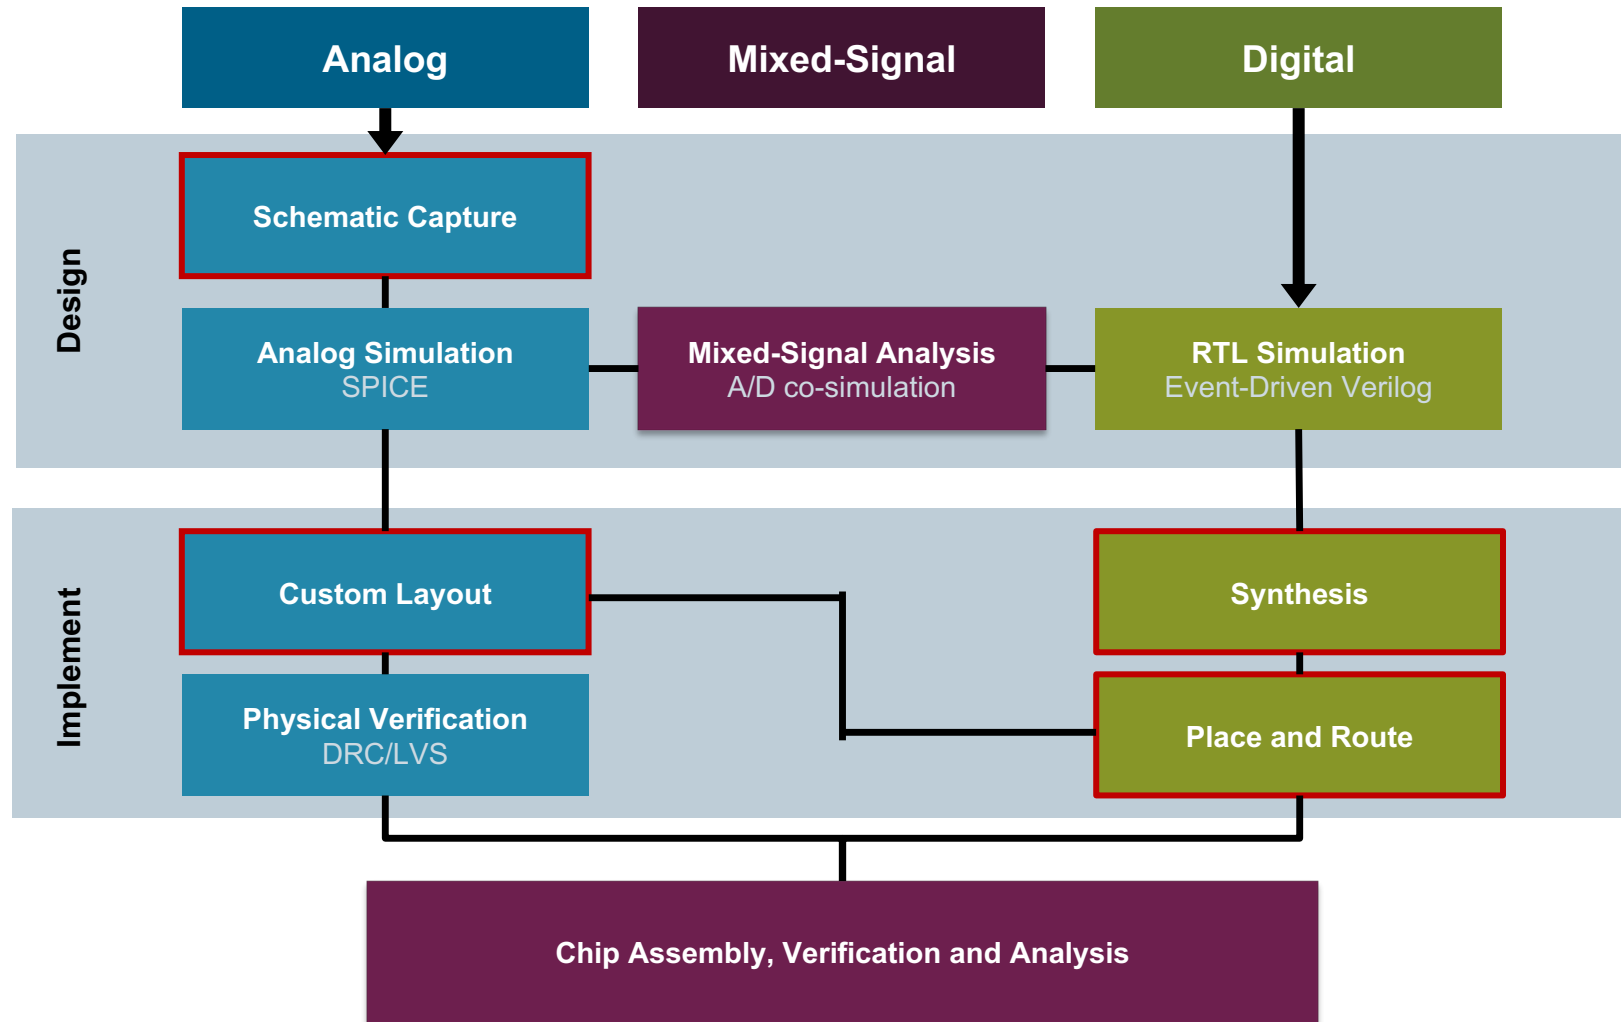 Analog
Mixed-Signal
Digital
Design
Schematic Capture
Analog Simulation
SPICE
Mixed-Signal Analysis
A/D co-simulation
RTL Simulation
Event-Driven Verilog
Implement
Custom Layout
Synthesis
Physical Verification
DRC/LVS
Place and Route
Chip Assembly, Verification and Analysis